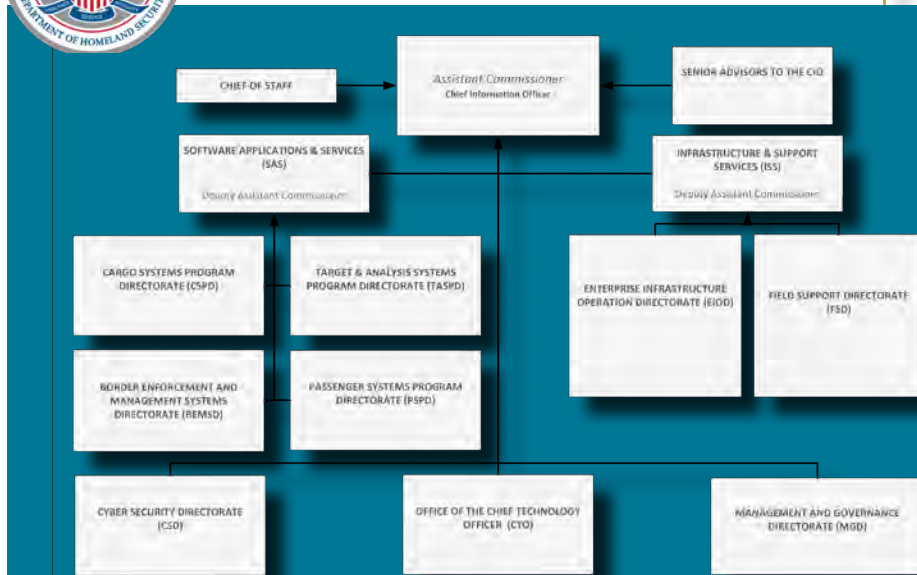 DEPARTMENT OF HOMELAND SECURITY
CHIEF OF STAFF
Assistant Commissioner
Chief Information Officer
SENIOR ADVISORS TO THE CIO
SOFTWARE APPLICATIONS & SERVICES
(SAS)
Deputy Assistant Commissioner
INFRASTRUCTURE & SUPPORT
SERVICES (ISS)
Deputy Assistant Commissioner
CARGO SYSTEMS PROGRAM
DIRECTORATE (CSPD)
TARGET & ANALYSIS SYSTEMS
PROGRAM DIRECTORATE (TASPD)
ENTERPRISE INFRASTRUCTURE
OPERATION DIRECTORATE (EIOD)
FIELD SUPPORT DIRECTORATE
(FSD)
BORDER ENFORCEMENT AND
MANAGEMENT SYSTEMS
DIRECTORATE (BEMSD)
PASSENGER SYSTEMS PROGRAM
DIRECTORATE (PSPD)
CYBER SECURITY DIRECTORATE
(CSD)
OFFICE OF THE CHIEF TECHNOLOGY
OFFICER (CTO)
MANAGEMENT AND GOVERNANCE
DIRECTORATE (MGD)